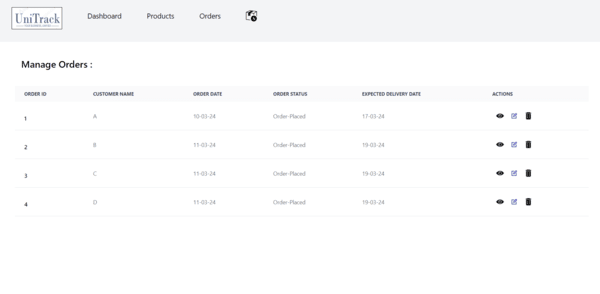 UniTrack
Dashboard Products Orders
Manage Orders :
ORDER ID CUSTOMER NAME ORDER DATE ORDER STATUS EXPECTED DELIVERY DATE ACTIONS
1 A 10-03-24 Order-Placed 17-03-24
2 B 11-03-24 Order-Placed 19-03-24
3 C 11-03-24 Order-Placed 19-03-24
4 D 11-03-24 Order-Placed 19-03-24